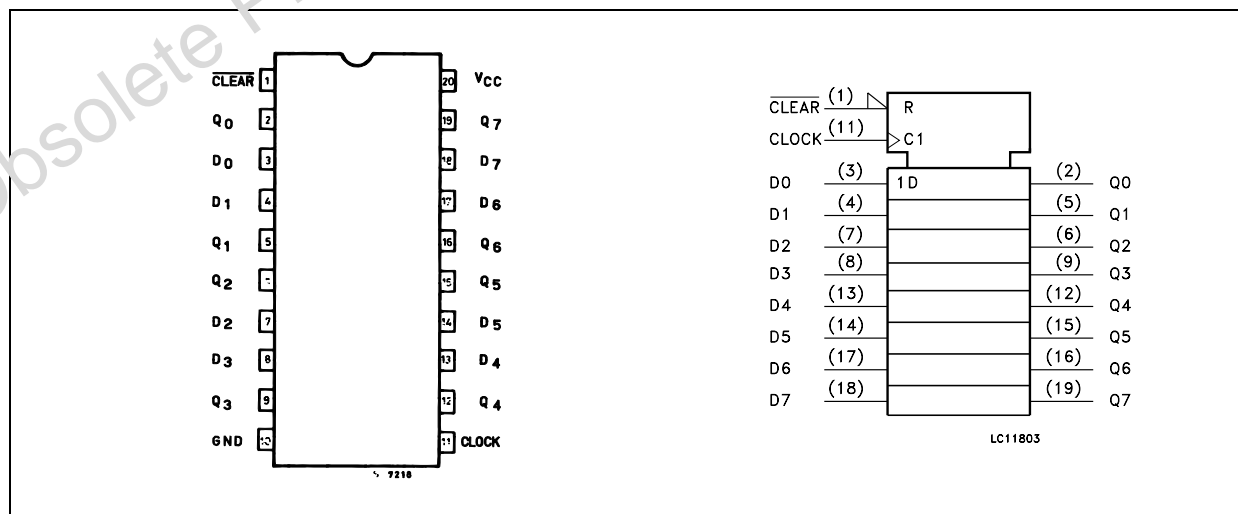 Obsolete P
CLEAR 1
Q0 2
D0 3
D1 4
Q1 5
Q2
D2 7
D3 8
Q3 9
GND 10
20 VCC
19 Q7
18 D7
17 D6
16 Q6
15 Q5
14 D5
13 D4
12 Q4
11 CLOCK
7216
CLEAR (1) R
CLOCK (11) C1
D0 (3) 1D (2) Q0
D1 (4) (5) Q1
D2 (7) (6) Q2
D3 (8) (9) Q3
D4 (13) (12) Q4
D5 (14) (15) Q5
D6 (17) (16) Q6
D7 (18) (19) Q7
LC11803